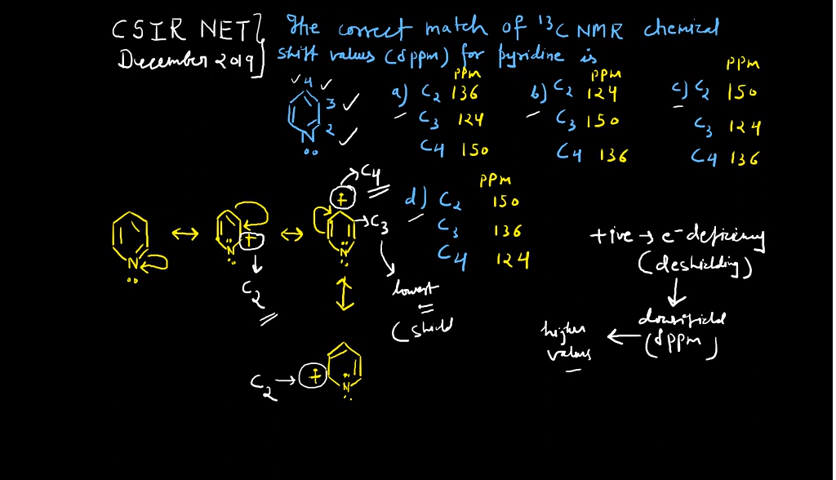 CSIR NET
December 2019
The correct match of ¹³C NMR chemical
shift values (δppm) for pyridine is
4
3
2
N
a) C2 136 ppm
C3 124
C4 150
b) C2 124 ppm
C3 150
C4 136
c) C2 150 ppm
C3 124
C4 136
d) C2 150 ppm
C3 136
C4 124
N
N +
C2
N +
C4
C3
lowest
(shield
C2 + N
+ive → e- deficiency
(deshielding)
downfield
(δppm)
higher
values